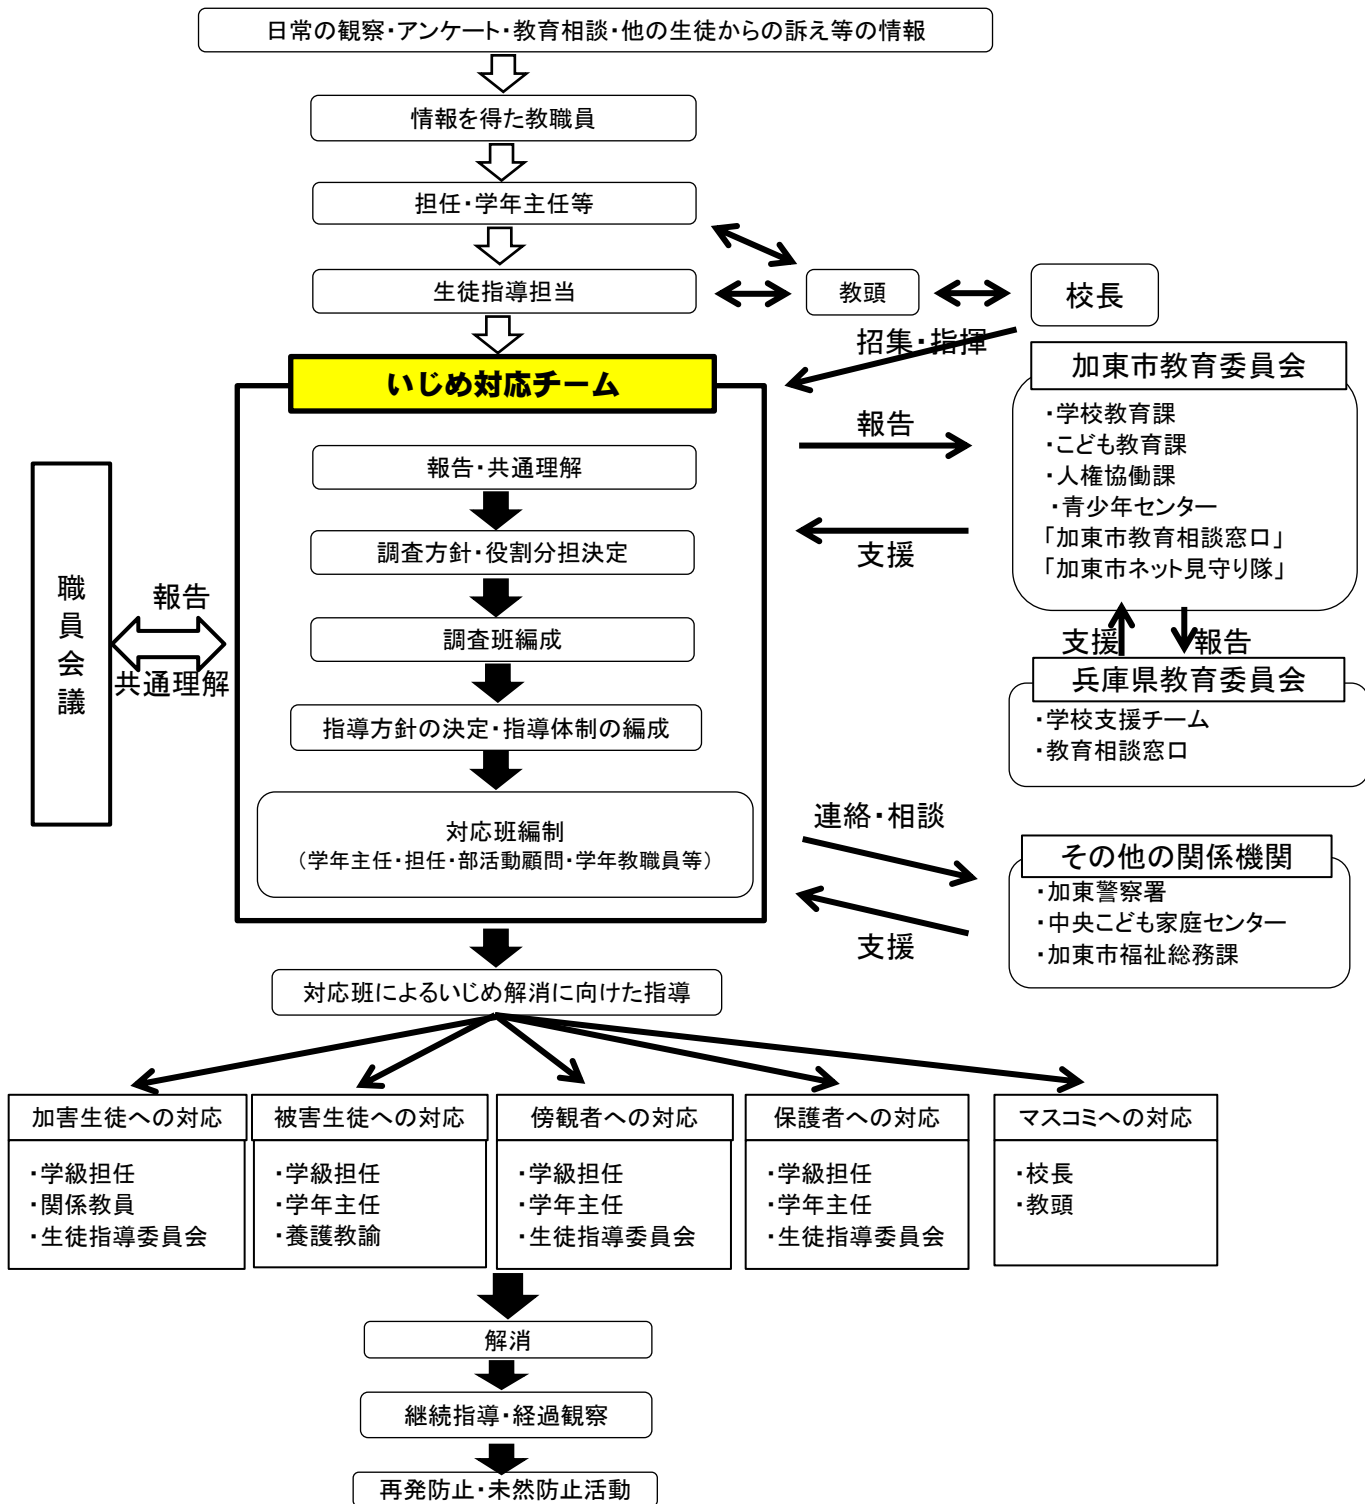 日常の観察・アンケート・教育相談・他の生徒からの訴え等の情報
情報を得た教職員
担任・学年主任等
生徒指導担当
教頭
校長
招集・指揮
いじめ対応チーム
加東市教育委員会
・学校教育課
・こども教育課
・人権協働課
・青少年センター
「加東市教育相談窓口」
「加東市ネット見守り隊」
報告
支援
報告・共通理解
調査方針・役割分担決定
調査班編成
指導方針の決定・指導体制の編成
対応班編制
（学年主任・担任・部活動顧問・学年教職員等）
職員会議
報告
共通理解
支援
報告
兵庫県教育委員会
・学校支援チーム
・教育相談窓口
連絡・相談
支援
その他の関係機関
・加東警察署
・中央こども家庭センター
・加東市福祉総務課
対応班によるいじめ解消に向けた指導
加害生徒への対応
・学級担任
・関係教員
・生徒指導委員会
被害生徒への対応
・学級担任
・学年主任
・養護教諭
傍観者への対応
・学級担任
・学年主任
・生徒指導委員会
保護者への対応
・学級担任
・学年主任
・生徒指導委員会
マスコミへの対応
・校長
・教頭
解消
継続指導・経過観察
再発防止・未然防止活動